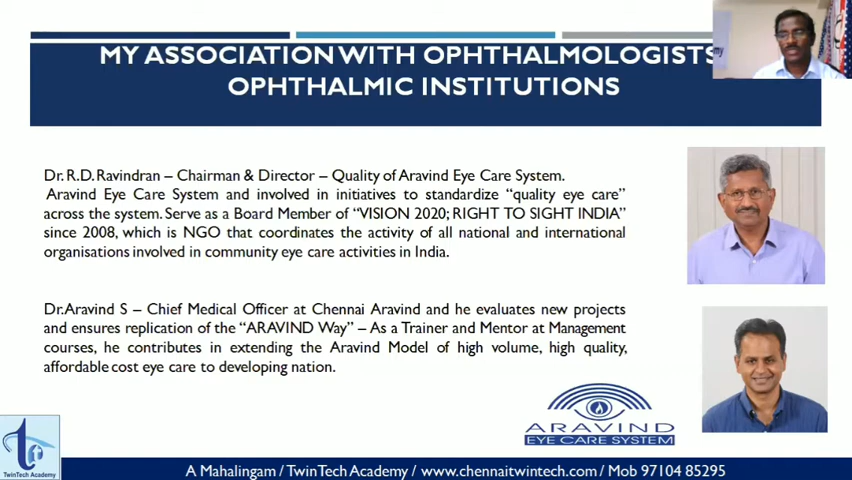 MY ASSOCIATION WITH OPHTHALMOLOGISTS
OPHTHALMIC INSTITUTIONS
Dr. R.D. Ravindran – Chairman & Director – Quality of Aravind Eye Care System.
Aravind Eye Care System and involved in initiatives to standardize “quality eye care”
across the system. Serve as a Board Member of “VISION 2020; RIGHT TO SIGHT INDIA”
since 2008, which is NGO that coordinates the activity of all national and international
organisations involved in community eye care activities in India.
Dr.Aravind S – Chief Medical Officer at Chennai Aravind and he evaluates new projects
and ensures replication of the “ARAVIND Way” – As a Trainer and Mentor at Management
courses, he contributes in extending the Aravind Model of high volume, high quality,
affordable cost eye care to developing nation.
ARAVIND
EYE CARE SYSTEM
TwinTech Academy
A Mahalingam / TwinTech Academy / www.chennaitwintech.com / Mob 97104 85295